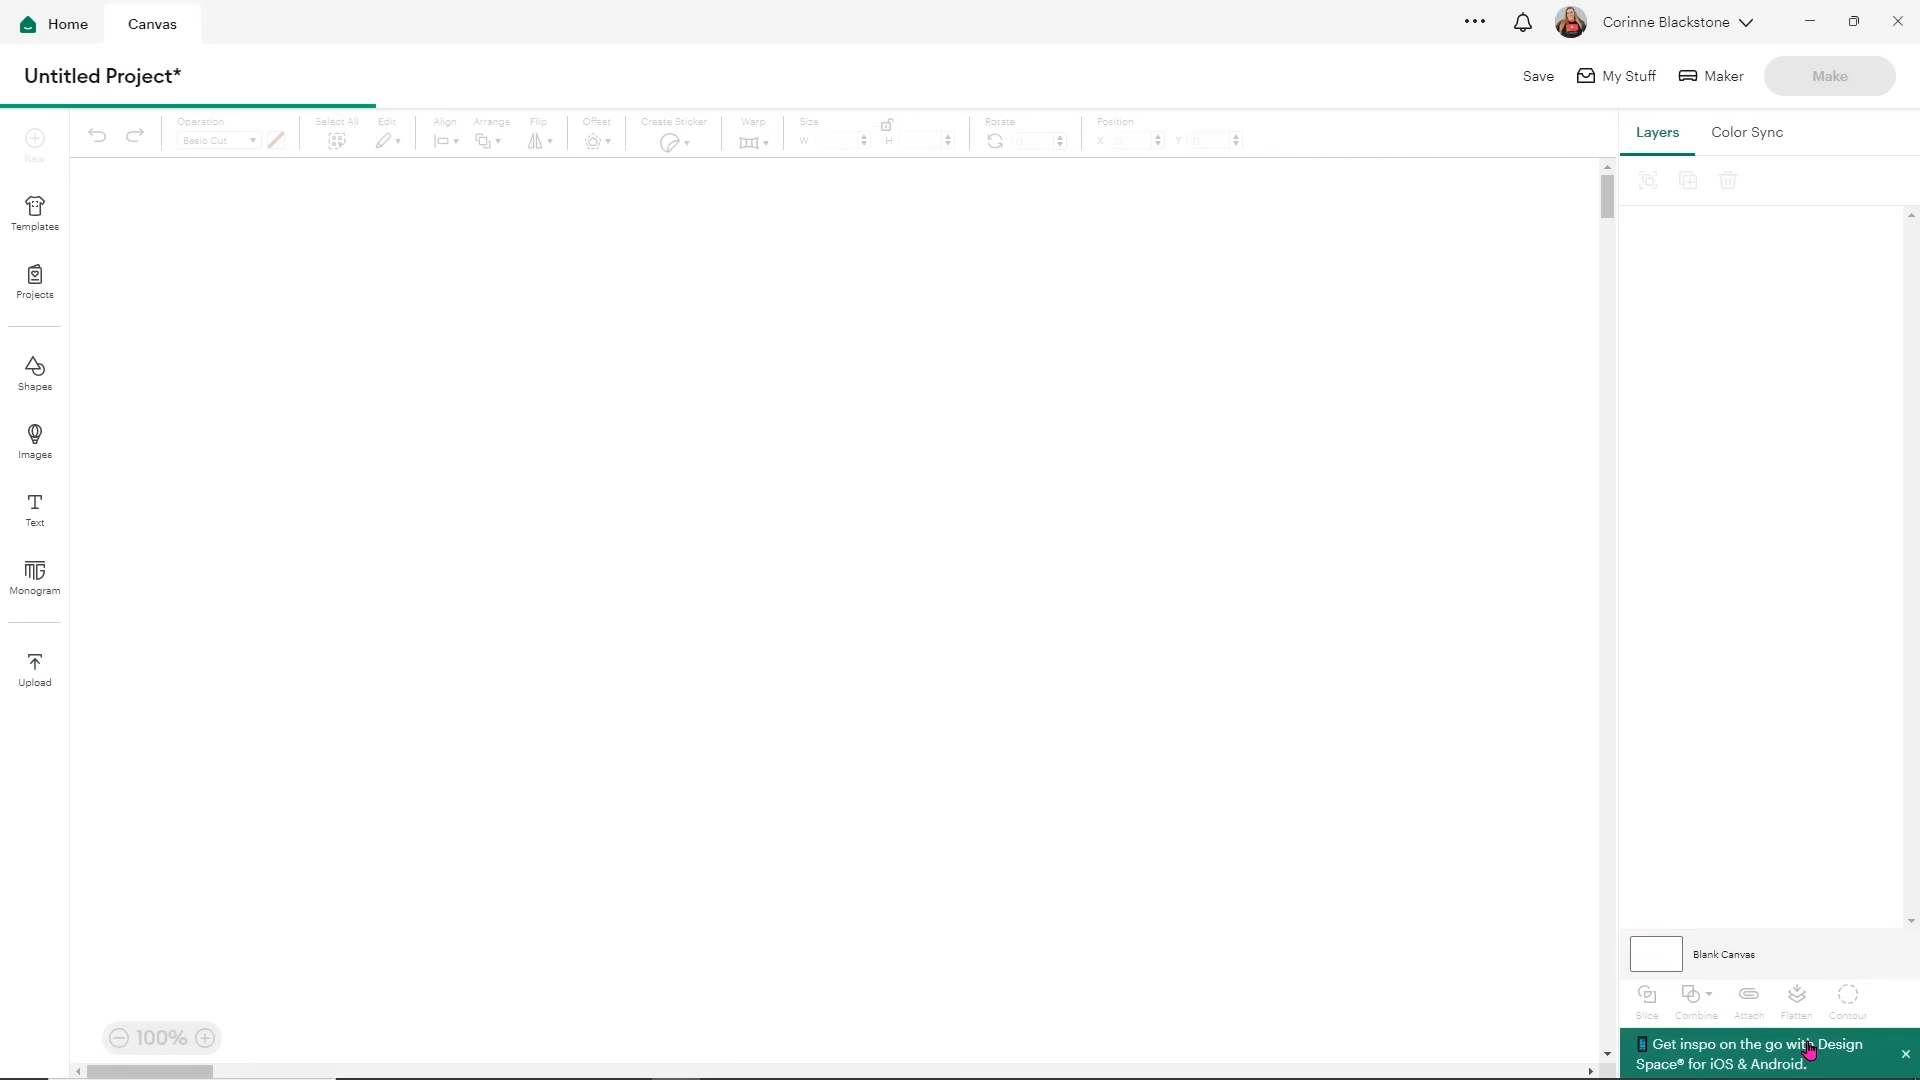 Home
Canvas
Corinne Blackstone
Untitled Project*
Save
My Stuff
Maker
Make
New
Templates
Projects
Shapes
Images
Text
Monogram
Upload
Operation
Basic Cut
Select All
Edit
Align
Arrange
Flip
Offset
Create Sticker
Warp
Size
W
H
Rotate
0
Position
X 0
Y 0
Layers
Color Sync
Blank Canvas
Slice
Combine
Attach
Flatten
Contour
100%
Get inspo on the go with Design
Space® for iOS & Android.